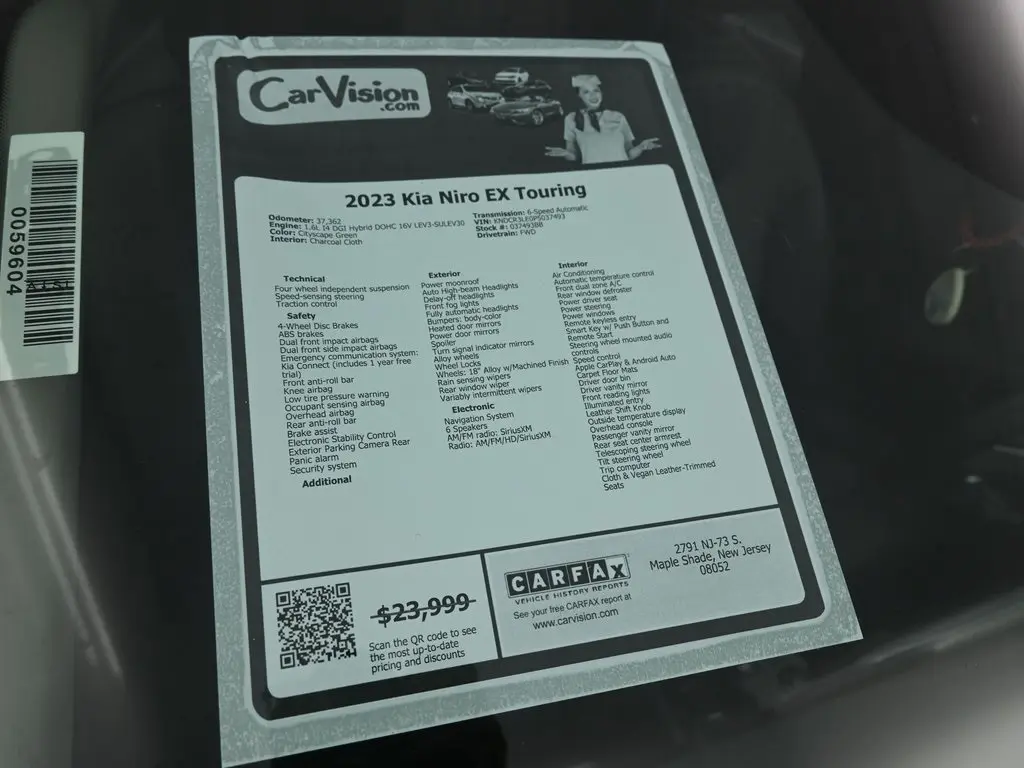 CarVision
.com
2023 Kia Niro EX Touring
Odometer: 37,362
Engine: 1.6L I4 DGI Hybrid DOHC 16V LEV3-SULEV30
Color: Cityscape Green
Interior: Charcoal Cloth
Transmission: 6-Speed Automatic
VIN: KNDCR3LE0P5037493
Stock #: 037493BB
Drivetrain: FWD
Technical
Four wheel independent suspension
Speed-sensing steering
Traction control
Safety
4-Wheel Disc Brakes
ABS brakes
Dual front impact airbags
Dual front side impact airbags
Emergency communication system:
Kia Connect (includes 1 year free
trial)
Front anti-roll bar
Knee airbag
Low tire pressure warning
Occupant sensing airbag
Overhead airbag
Rear anti-roll bar
Brake assist
Electronic Stability Control
Exterior Parking Camera Rear
Panic alarm
Security system
Additional
Exterior
Power moonroof
Auto High-beam Headlights
Delay-off headlights
Front fog lights
Fully automatic headlights
Bumpers: body-color
Heated door mirrors
Power door mirrors
Spoiler
Turn signal indicator mirrors
Alloy wheels
Wheel Locks
Wheels: 18" Alloy w/Machined Finish
Rain sensing wipers
Rear window wiper
Variably intermittent wipers
Electronic
Navigation System
6 Speakers
AM/FM radio: SiriusXM
Radio: AM/FM/HD/SiriusXM
Interior
Air Conditioning
Automatic temperature control
Front dual zone A/C
Rear window defroster
Power driver seat
Power steering
Power windows
Remote keyless entry
Smart Key w/ Push Button and
Remote Start
Steering wheel mounted audio
controls
Speed control
Apple CarPlay & Android Auto
Carpet Floor Mats
Driver door bin
Driver vanity mirror
Front reading lights
Illuminated entry
Leather Shift Knob
Outside temperature display
Overhead console
Passenger vanity mirror
Rear seat center armrest
Telescoping steering wheel
Tilt steering wheel
Trip computer
Cloth & Vegan Leather-Trimmed
Seats
$23,999
Scan the QR code to see
the most up-to-date
pricing and discounts
CARFAX
VEHICLE HISTORY REPORTS
See your free CARFAX report at
www.carvision.com
2791 NJ-73 S.
Maple Shade, New Jersey
08052
0059604